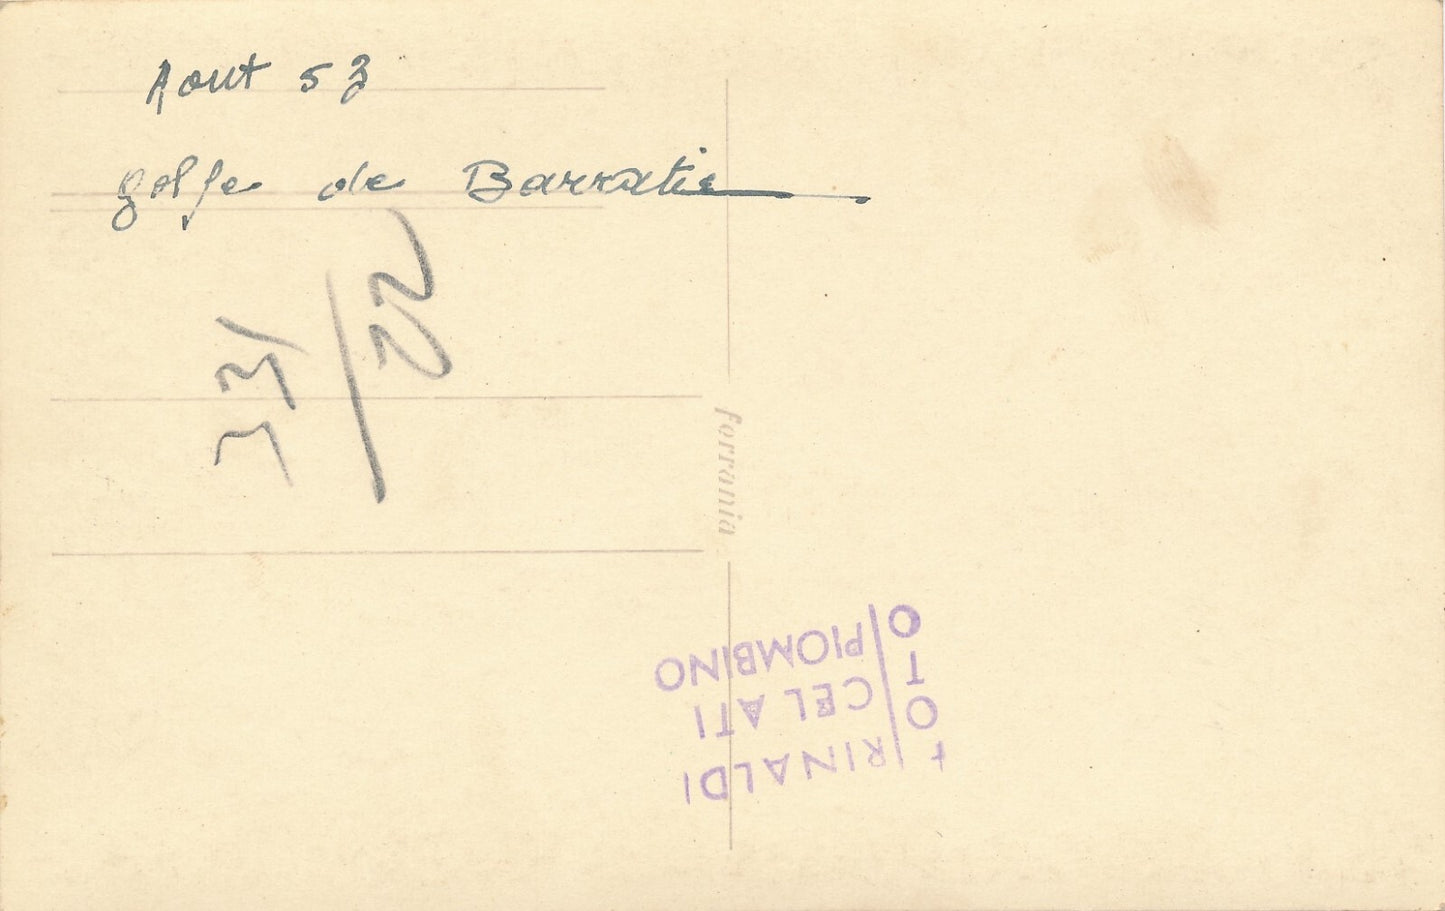 Aout 53
golfe de Barratie
ferrania
FOTO
RINALDI
CELATI
PIOMBINO